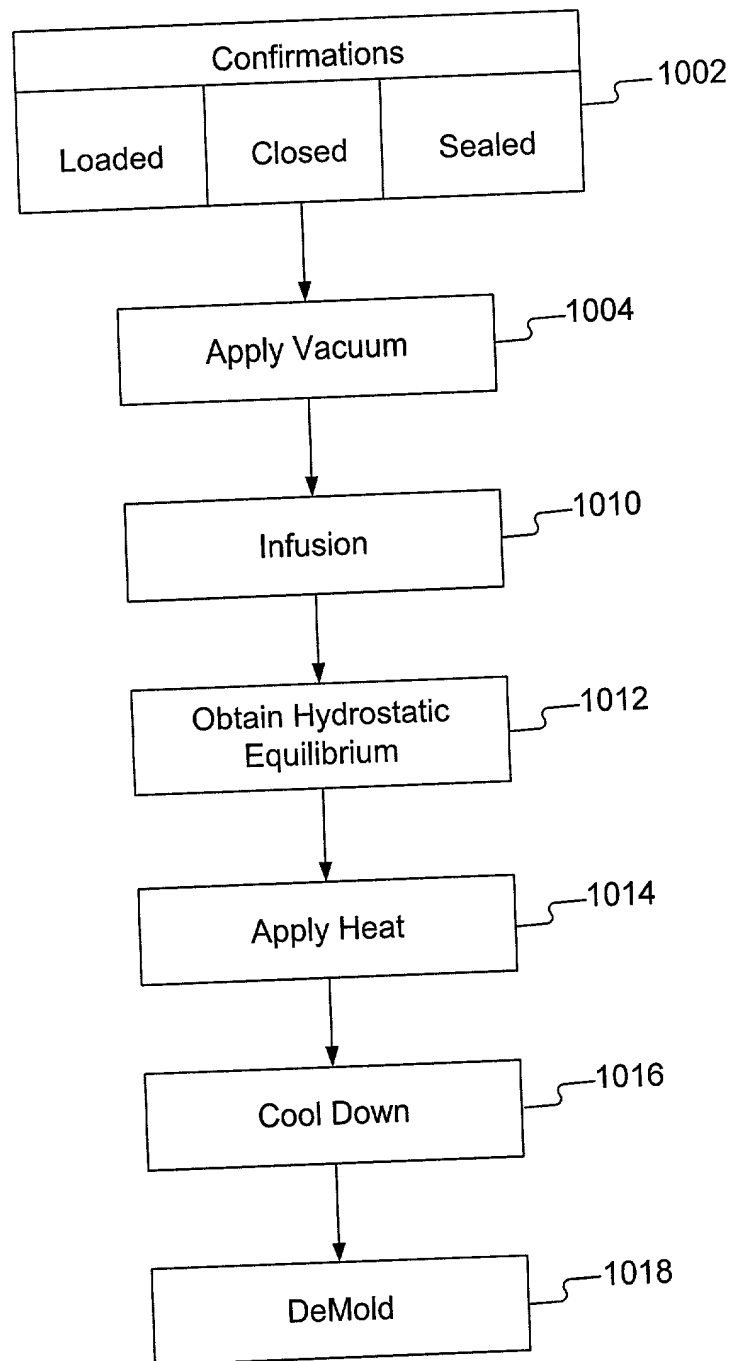 Confirmations
Loaded Closed Sealed
1002
Apply Vacuum
1004
Infusion
1010
Obtain Hydrostatic
Equilibrium
1012
Apply Heat
1014
Cool Down
1016
DeMold
1018